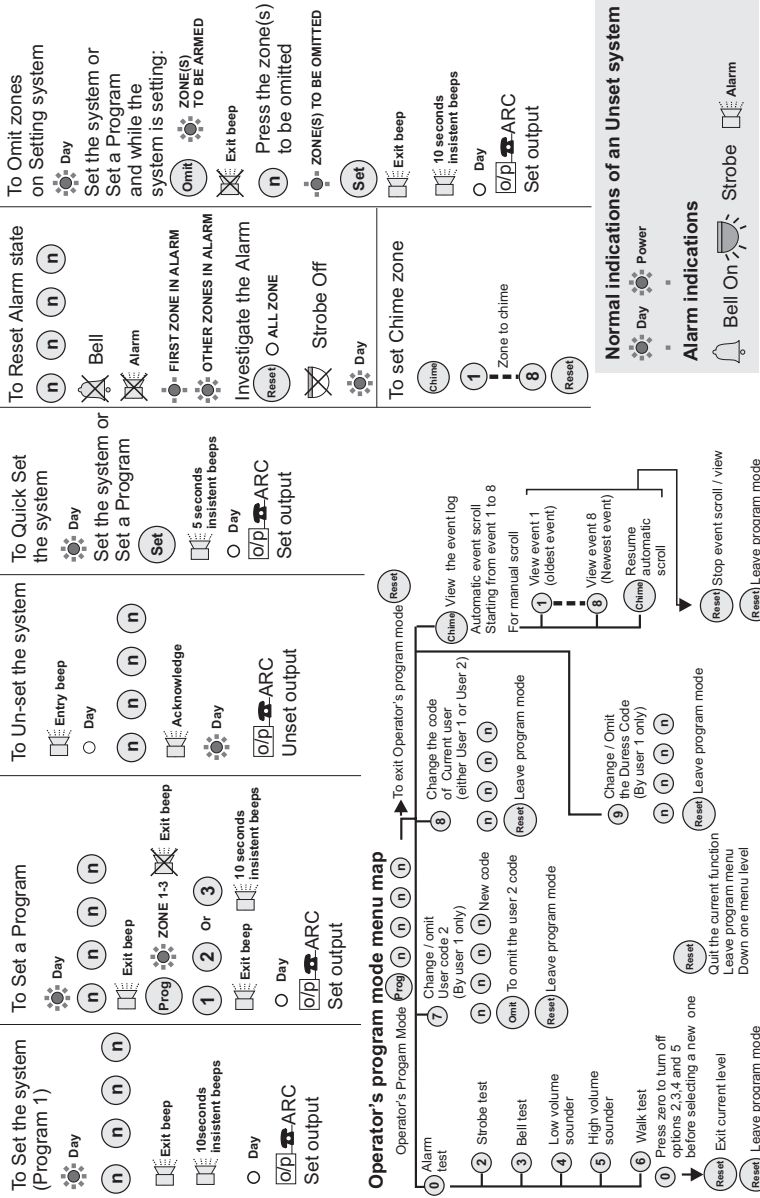 To Set the system
(Program 1)
Day
n n n n
Exit beep
10seconds
insistent beeps
Day
o/p ARC
Set output
To Set a Program
Day
n n n n
Exit beep
Prog ZONE 1-3 Exit beep
1 2 Or 3
Exit beep 10 seconds
insistent beeps
Day
o/p ARC
Set output
To Un-set the system
Entry beep
Day
n n n n
Acknowledge
Day
o/p ARC
Unset output
To Quick Set
the system
Day
Set the system or
Set a Program
Set
5 seconds
insistent beeps
Day
o/p ARC
Set output
To Reset Alarm state
n n n n
Bell
Alarm
FIRST ZONE IN ALARM
OTHER ZONES IN ALARM
Investigate the Alarm
Reset ALL ZONE
Strobe Off
Day
To set Chime zone
Chime
1
Zone to chime
8
Reset
To Omit zones
on Setting system
Day
Set the system or
Set a Program
and while the
system is setting:
Omit ZONE(S)
TO BE ARMED
Exit beep
n Press the zone(s)
to be omitted
ZONE(S) TO BE OMITTED
Set
Exit beep
10 seconds
insistent beeps
Day
o/p ARC
Set output
Operator's program mode menu map
Operator's Progam Mode Prog n n n n To exit Operator's program mode Reset
0 Alarm
test
2 Strobe test
3 Bell test
4 Low volume
sounder
5 High volume
sounder
6 Walk test
0 Press zero to turn off
options 2,3,4 and 5
before selecting a new one
Reset Exit current level
Reset Leave program mode
7 Change / omit
User code 2
(By user 1 only)
n n n n New code
Omit To omit the user 2 code
Reset Leave program mode
Reset
Quit the current function
Leave program menu
Down one menu level
8 Change the code
of Current user
(either User 1 or User 2)
n n n n
Reset Leave program mode
9 Change / Omit
the Duress Code
(By user 1 only)
n n n n
Reset Leave program mode
Chime View the event log
Automatic event scroll
Starting from event 1 to 8
For manual scroll
1 View event 1
(oldest event)
8 View event 8
(Newest event)
Chime Resume
automatic
scroll
Reset Stop event scroll / view
Reset Leave program mode
Normal indications of an Unset system
Day Power
Alarm indications
Bell On Strobe Alarm